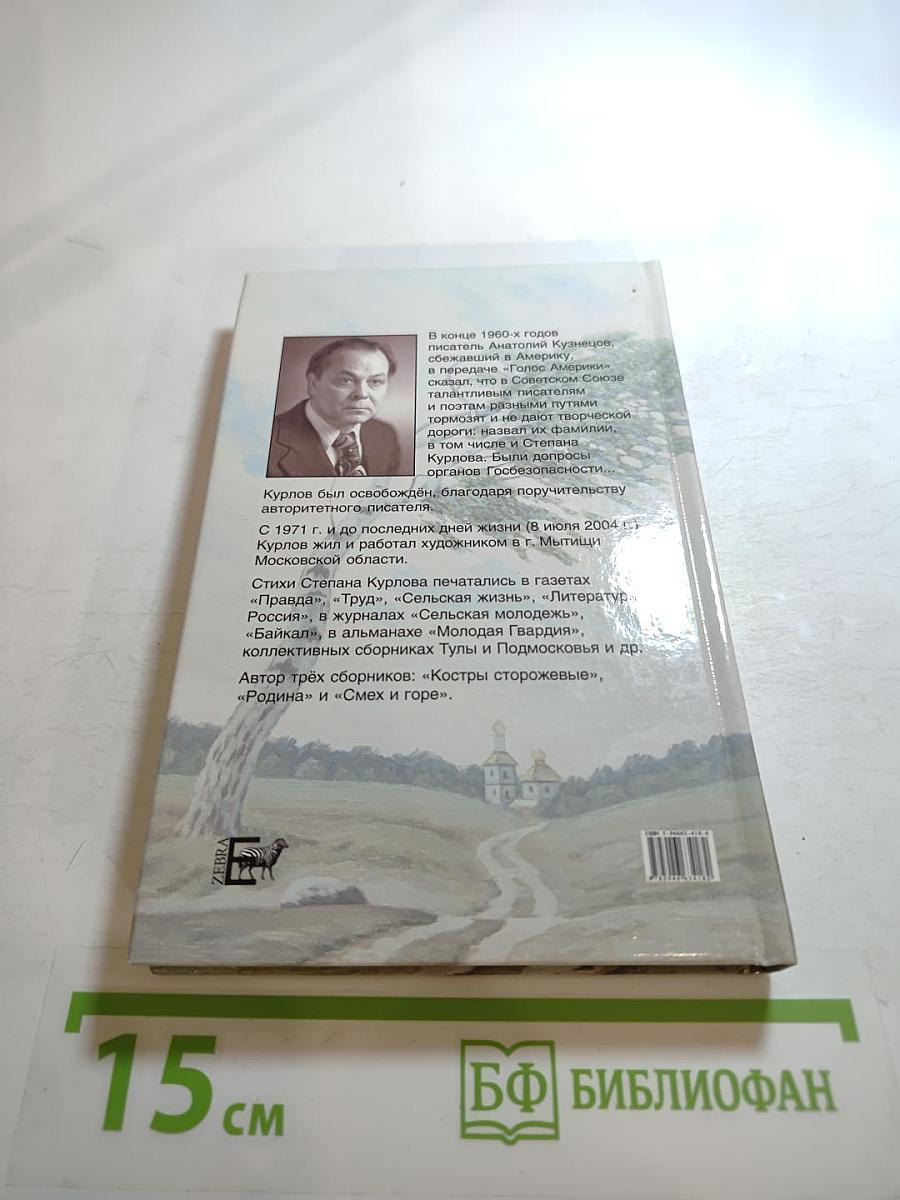 В конце 1960-х годов
писатель Анатолий Кузнецов,
сбежавший в Америку,
в передаче «Голос Америки»
сказал, что в Советском Союзе
талантливым писателям
и поэтам разными путями
тормозят и не дают творческой
дороги: назвал их фамилии,
в том числе и Степана
Курлова. Были допросы
органов Госбезопасности...
Курлов был освобождён, благодаря поручительству
авторитетного писателя.
С 1971 г. и до последних дней жизни (8 июля 2004 г.)
Курлов жил и работал художником в г. Мытищи
Московской области.
Стихи Степана Курлова печатались в газетах
«Правда», «Труд», «Сельская жизнь»,
Россия», в журналах «Сельская молодежь»,
«Байкал», в альманахе «Молодая Гвардия»,
коллективных сборниках Тулы и Подмосковья и др.
Автор трёх сборников: «Костры сторожевые»,
«Родина» и «Смех и горе».
ZEBRA E
15 см
БФ БИБЛИОФАН